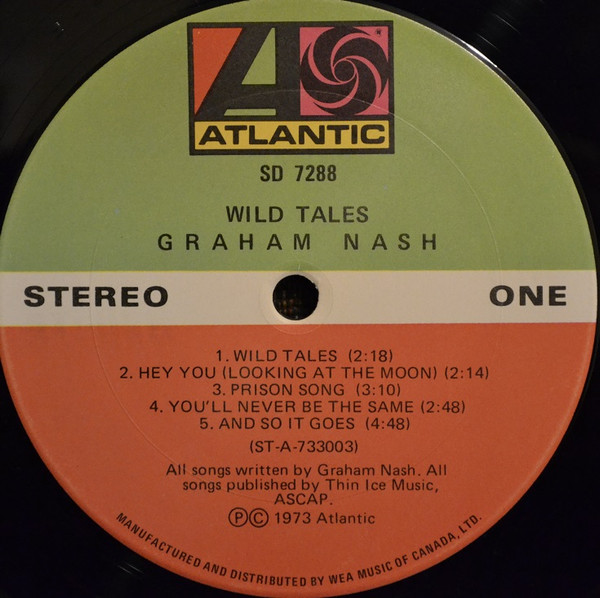 ATLANTIC
SD 7288
WILD TALES
GRAHAM NASH
STEREO
ONE
1. WILD TALES (2:18)
2. HEY YOU (LOOKING AT THE MOON) (2:14)
3. PRISON SONG (3:10)
4. YOU'LL NEVER BE THE SAME (2:48)
5. AND SO IT GOES (4:48)
(ST-A-733003)
All songs written by Graham Nash. All
songs published by Thin Ice Music,
ASCAP.
Ⓟ© 1973 Atlantic
MANUFACTURED AND DISTRIBUTED BY WEA MUSIC OF CANADA, LTD.